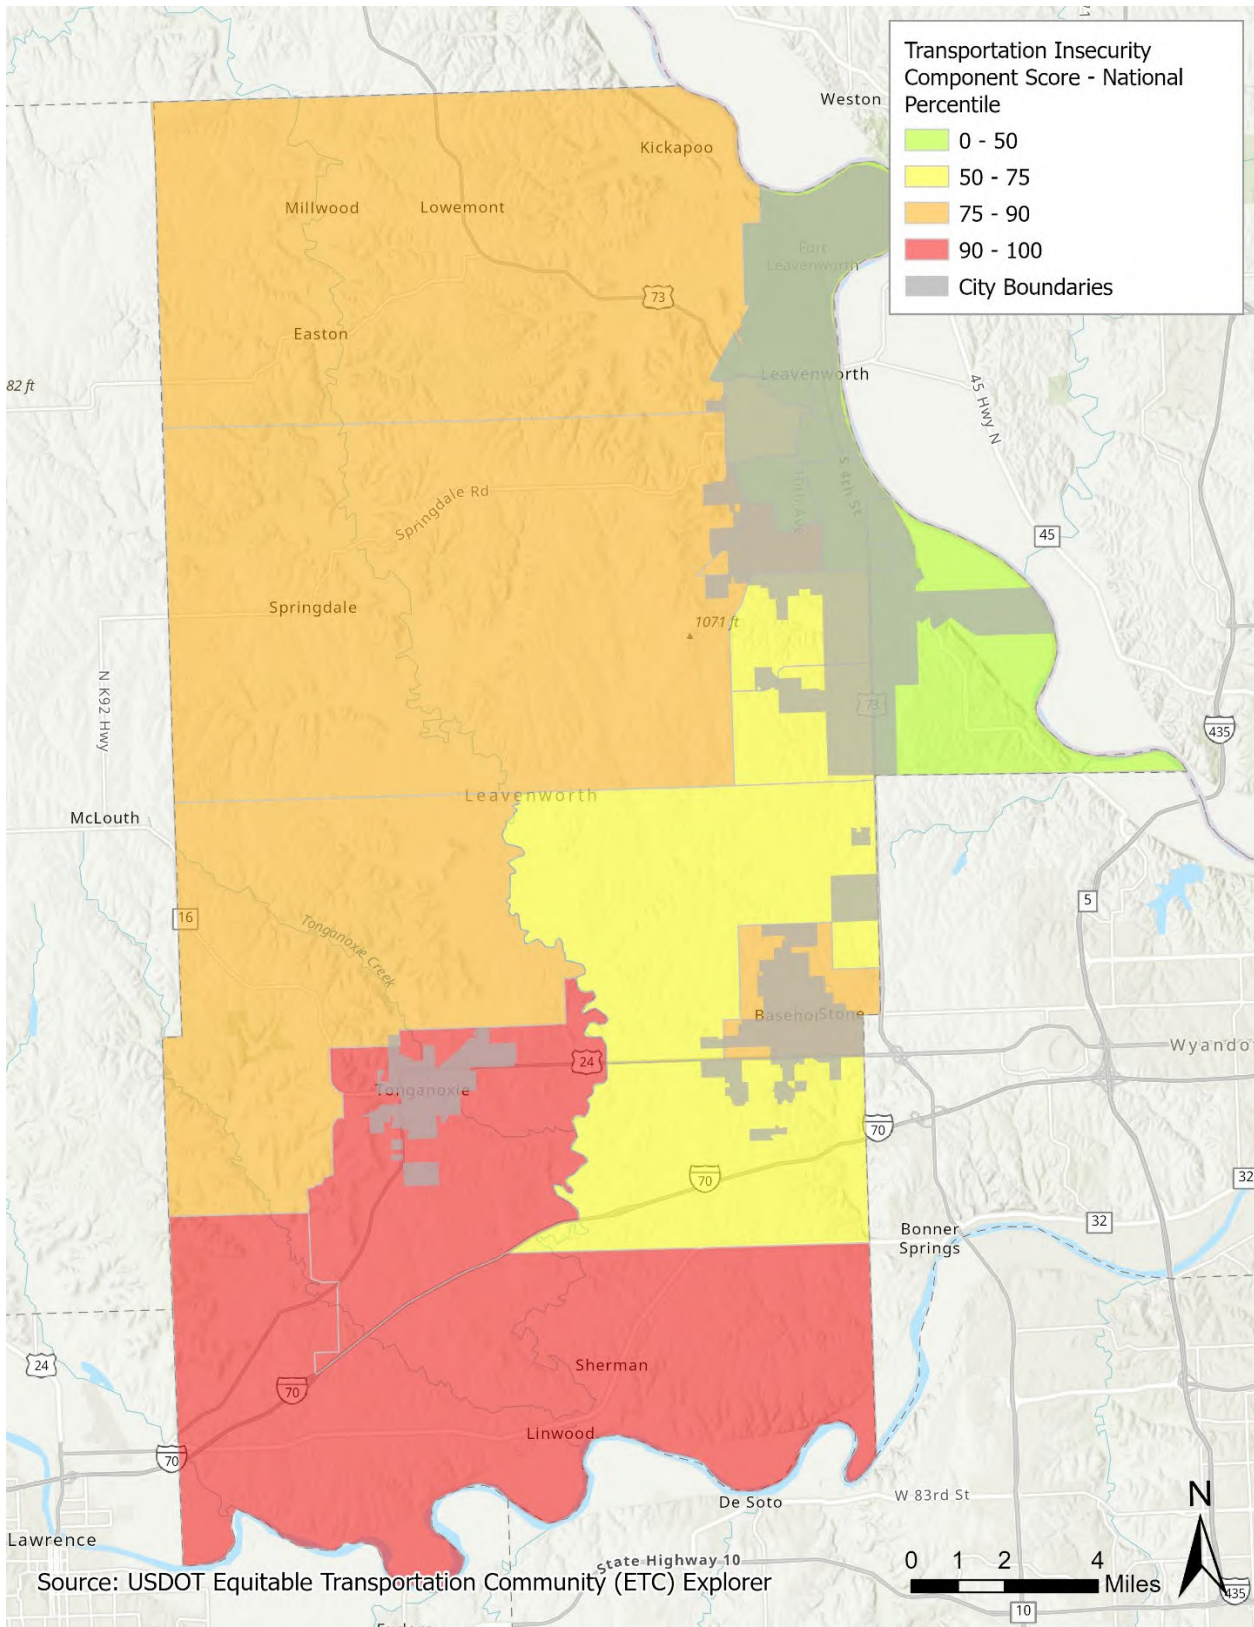 Transportation Insecurity
Component Score - National
Percentile
0 - 50
50 - 75
75 - 90
90 - 100
City Boundaries
Weston
Kickapoo
Millwood
Lowemont
Fort
Leavenworth
73
Easton
Leavenworth
82 ft
45 Hwy N
Springdale Rd
10th Ave
S 4th St
45
Springdale
1071 ft
N K92 Hwy
73
435
Leavenworth
McLouth
5
16
Tonganoxie Creek
Basehor
Stone
Wyando
24
Tonganoxie
70
70
32
32
Bonner
Springs
24
Sherman
70
Linwood
70
De Soto
W 83rd St
N
Lawrence
State Highway 10
0 1 2 4
Miles
Source: USDOT Equitable Transportation Community (ETC) Explorer
435
10